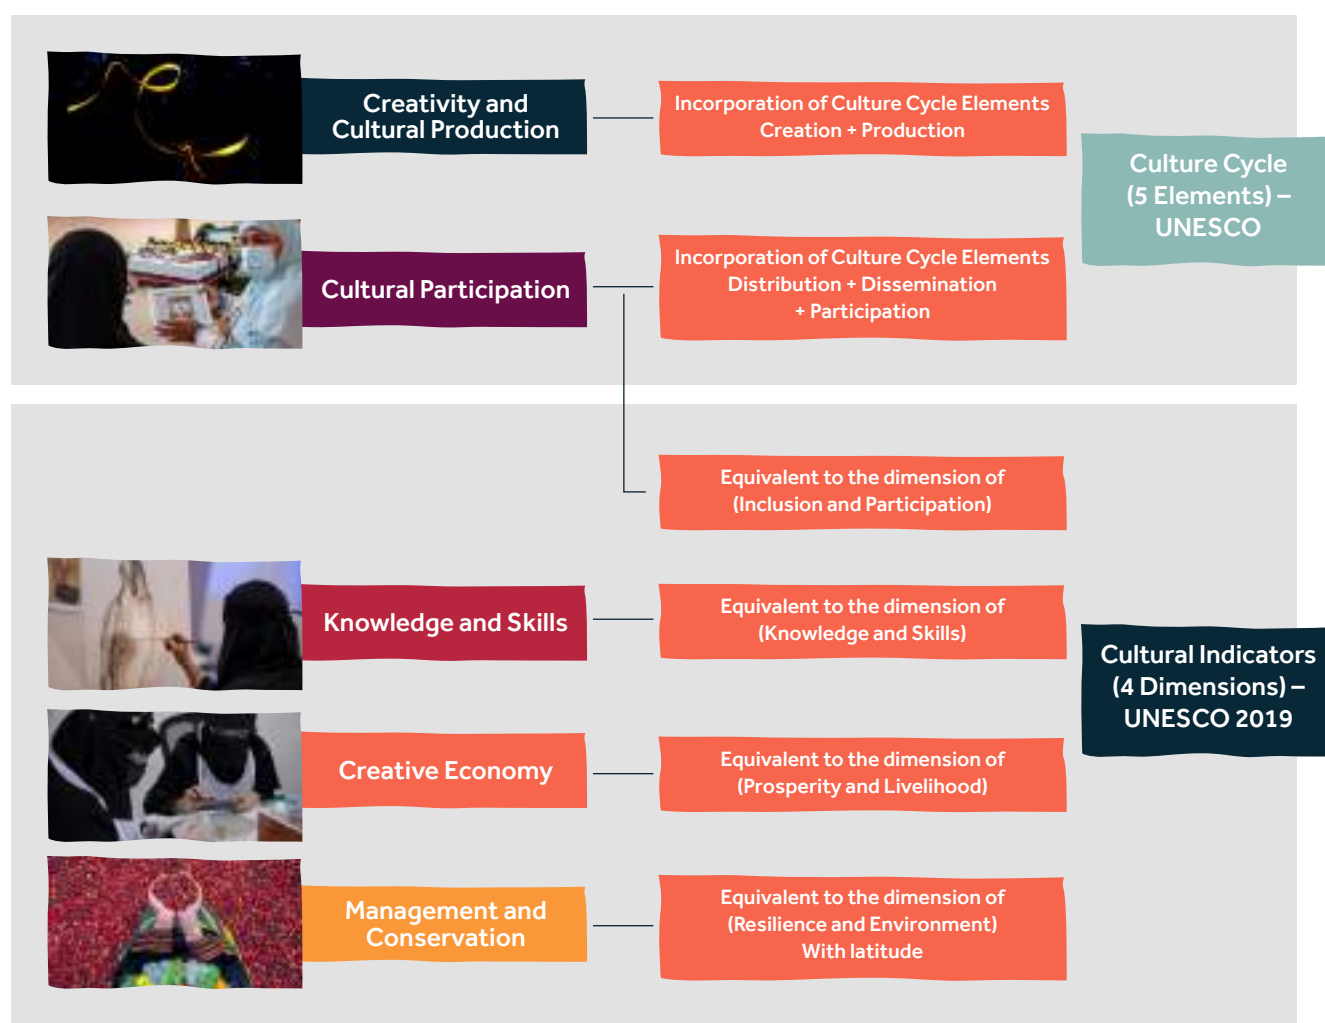 Creativity and
Cultural Production
Incorporation of Culture Cycle Elements
Creation + Production
Culture Cycle
(5 Elements) –
UNESCO
Cultural Participation
Incorporation of Culture Cycle Elements
Distribution + Dissemination
+ Participation
Equivalent to the dimension of
(Inclusion and Participation)
Knowledge and Skills
Equivalent to the dimension of
(Knowledge and Skills)
Cultural Indicators
(4 Dimensions) –
UNESCO 2019
Creative Economy
Equivalent to the dimension of
(Prosperity and Livelihood)
Management and
Conservation
Equivalent to the dimension of
(Resilience and Environment)
With latitude